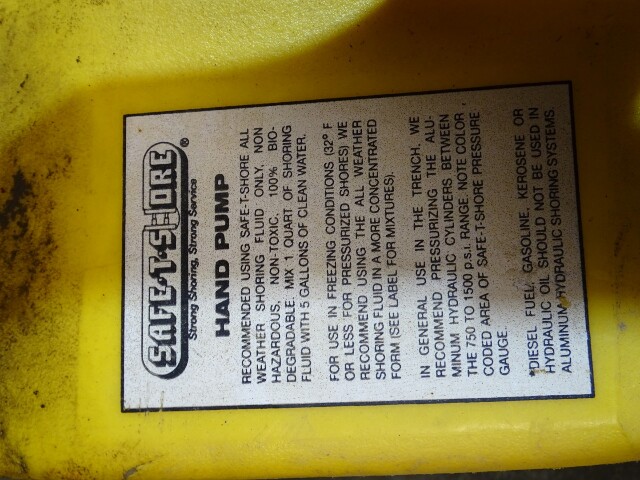 SAFE-T-SHORE®
Strong Shoring, Strong Service
HAND PUMP
RECOMMENDED USING SAFE-T-SHORE ALL
WEATHER SHORING FLUID ONLY, NON
HAZARDOUS, NON-TOXIC, 100% BIO-
DEGRADABLE. MIX 1 QUART OF SHORING
FLUID WITH 5 GALLONS OF CLEAN WATER.
FOR USE IN FREEZING CONDITIONS (32° F
OR LESS FOR PRESSURIZED SHORES) WE
RECOMMEND USING THE ALL WEATHER
SHORING FLUID IN A MORE CONCENTRATED
FORM (SEE LABEL FOR MIXTURES).
IN GENERAL USE IN THE TRENCH, WE
RECOMMEND PRESSURIZING THE ALU-
MINUM HYDRAULIC CYLINDERS BETWEEN
THE 750 TO 1500 p.s.i. RANGE. NOTE COLOR
CODED AREA OF SAFE-T-SHORE PRESSURE
GAUGE.
*DIESEL FUEL, GASOLINE, KEROSENE OR
HYDRAULIC OIL SHOULD NOT BE USED IN
ALUMINUM HYDRAULIC SHORING SYSTEMS.